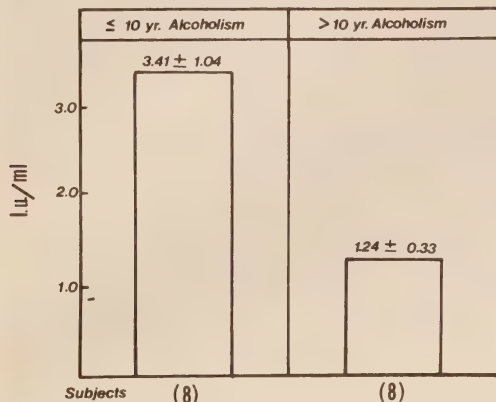 ≤ 10 yr. Alcoholism
> 10 yr. Alcoholism
3.41 ± 1.04
3.0
2.0
1.24 ± 0.33
1.0
I.u/ml
Subjects (8) (8)